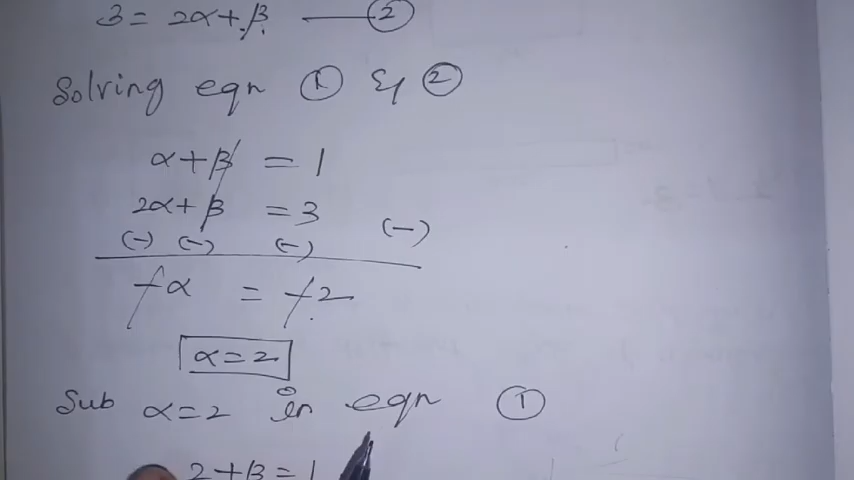 3 = 2α+β —— ②
Solving eqn ① & ②
α+β = 1
2α+β = 3
(-) (-) (-) (-)
-α = -2
α=2
Sub α=2 in eqn ①
2+β=1